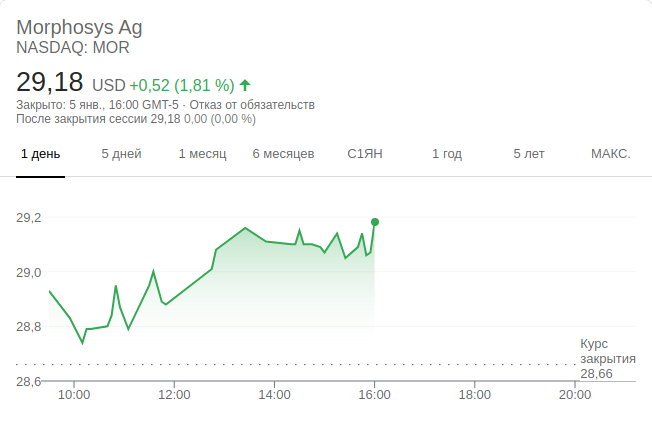 Morphosys Ag
NASDAQ: MOR
29,18 USD +0,52 (1,81 %)
Закрыто: 5 янв., 16:00 GMT-5 · Отказ от обязательств
После закрытия сессии 29,18 0,00 (0,00 %)
1 день 5 дней 1 месяц 6 месяцев С1ЯН 1 год 5 лет МАКС.
29,2
29,0
28,8
Курс
закрытия
28,66
28,6
10:00 12:00 14:00 16:00 18:00 20:00